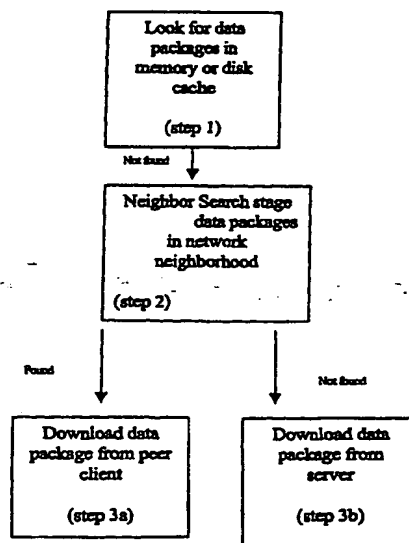 Look for data
packages in
memory or disk
cache
(step 1)
Not found
Neighbor Search stage
data packages
in network
neighborhood
(step 2)
Found
Not found
Download data
package from peer
client
(step 3a)
Download data
package from
server
(step 3b)